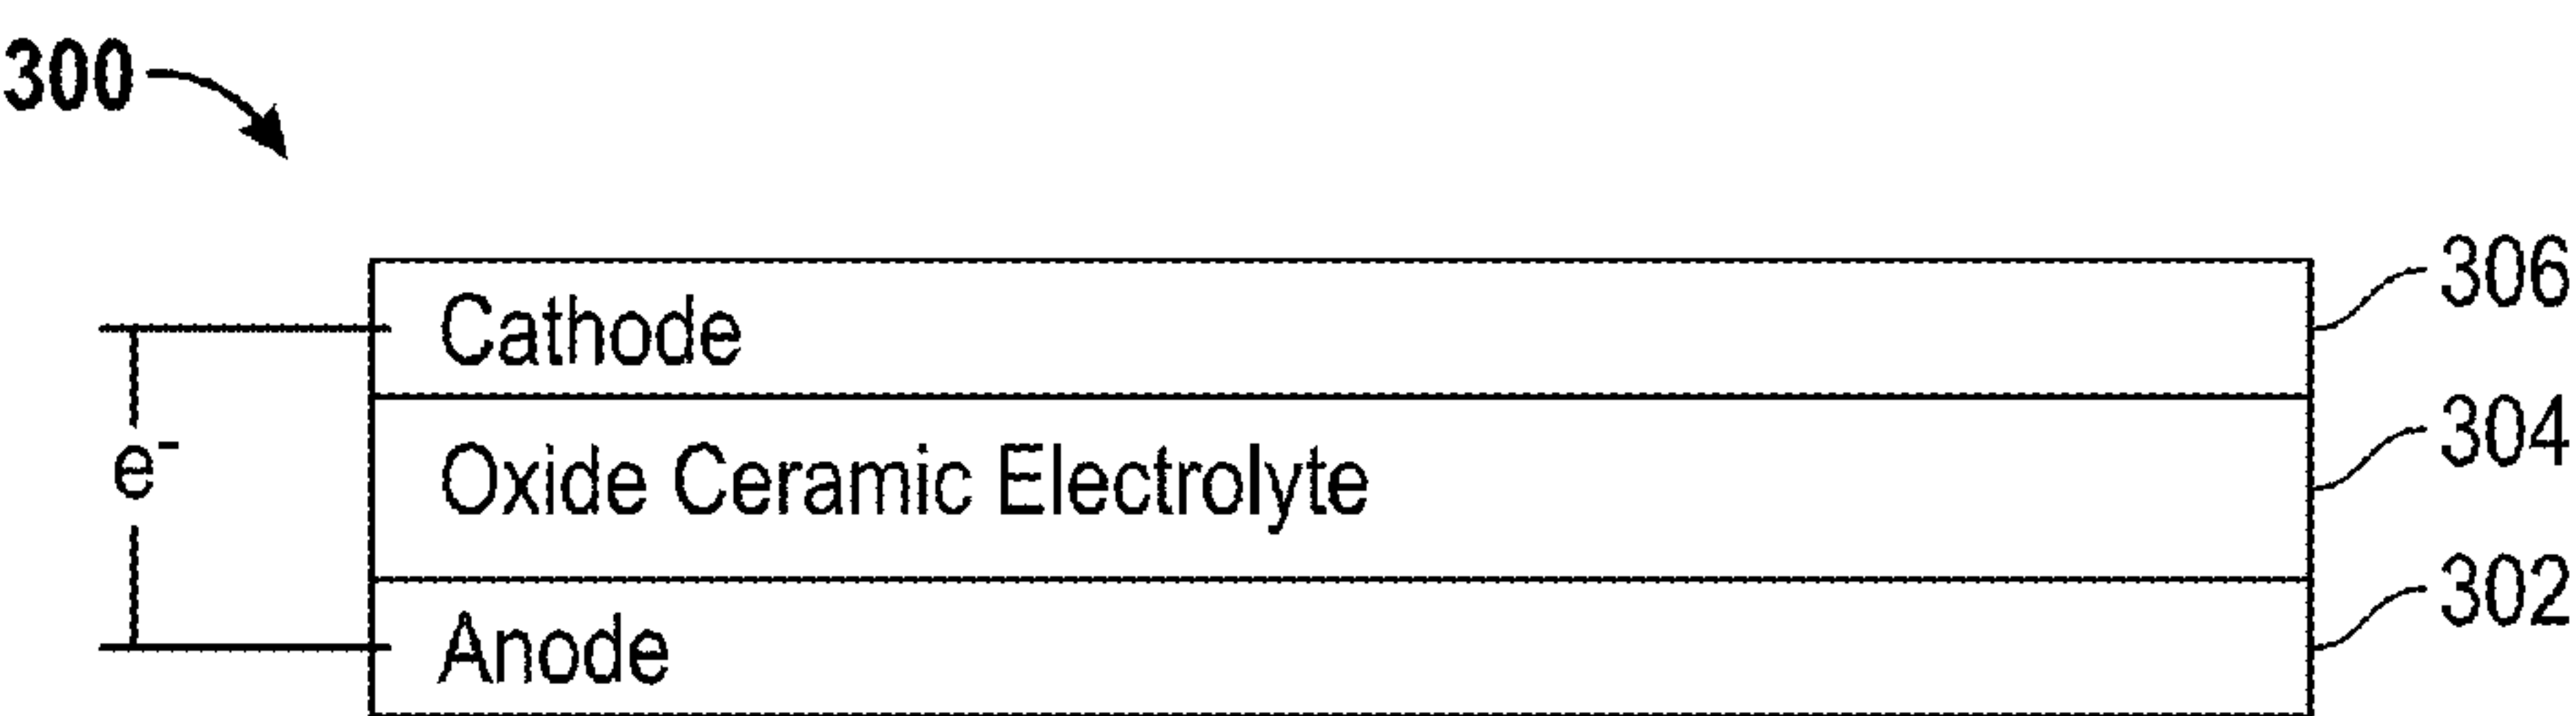 300
Cathode
306
e-
Oxide Ceramic Electrolyte
304
Anode
302